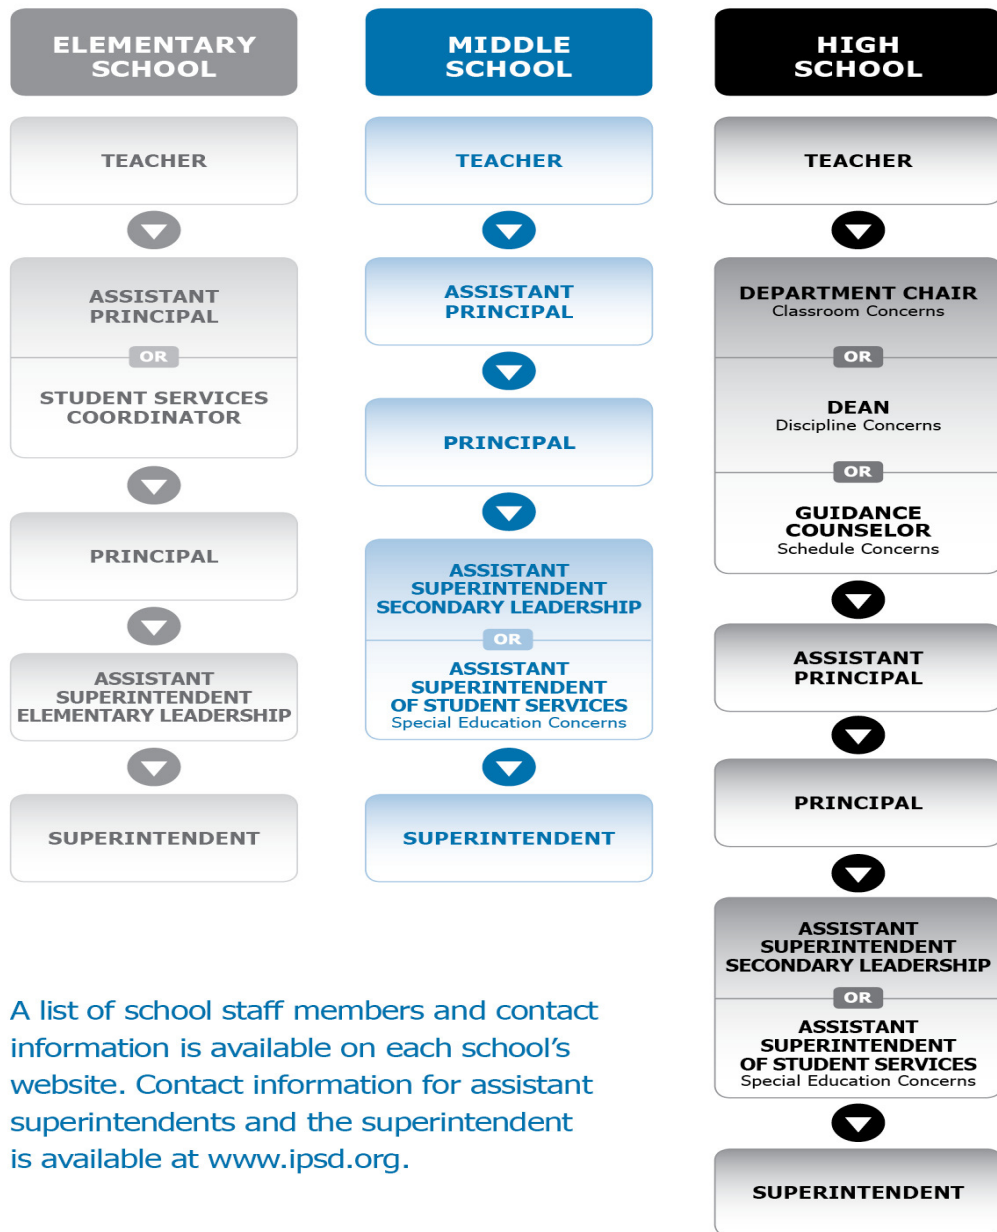 ELEMENTARY
SCHOOL
TEACHER
ASSISTANT
PRINCIPAL
OR
STUDENT SERVICES
COORDINATOR
PRINCIPAL
ASSISTANT
SUPERINTENDENT
ELEMENTARY LEADERSHIP
SUPERINTENDENT
MIDDLE
SCHOOL
TEACHER
ASSISTANT
PRINCIPAL
PRINCIPAL
ASSISTANT
SUPERINTENDENT
SECONDARY LEADERSHIP
OR
ASSISTANT
SUPERINTENDENT
OF STUDENT SERVICES
Special Education Concerns
SUPERINTENDENT
HIGH
SCHOOL
TEACHER
DEPARTMENT CHAIR
Classroom Concerns
OR
DEAN
Discipline Concerns
OR
GUIDANCE
COUNSELOR
Schedule Concerns
ASSISTANT
PRINCIPAL
PRINCIPAL
ASSISTANT
SUPERINTENDENT
SECONDARY LEADERSHIP
OR
ASSISTANT
SUPERINTENDENT
OF STUDENT SERVICES
Special Education Concerns
SUPERINTENDENT
A list of school staff members and contact
information is available on each school’s
website. Contact information for assistant
superintendents and the superintendent
is available at www.ipsd.org.